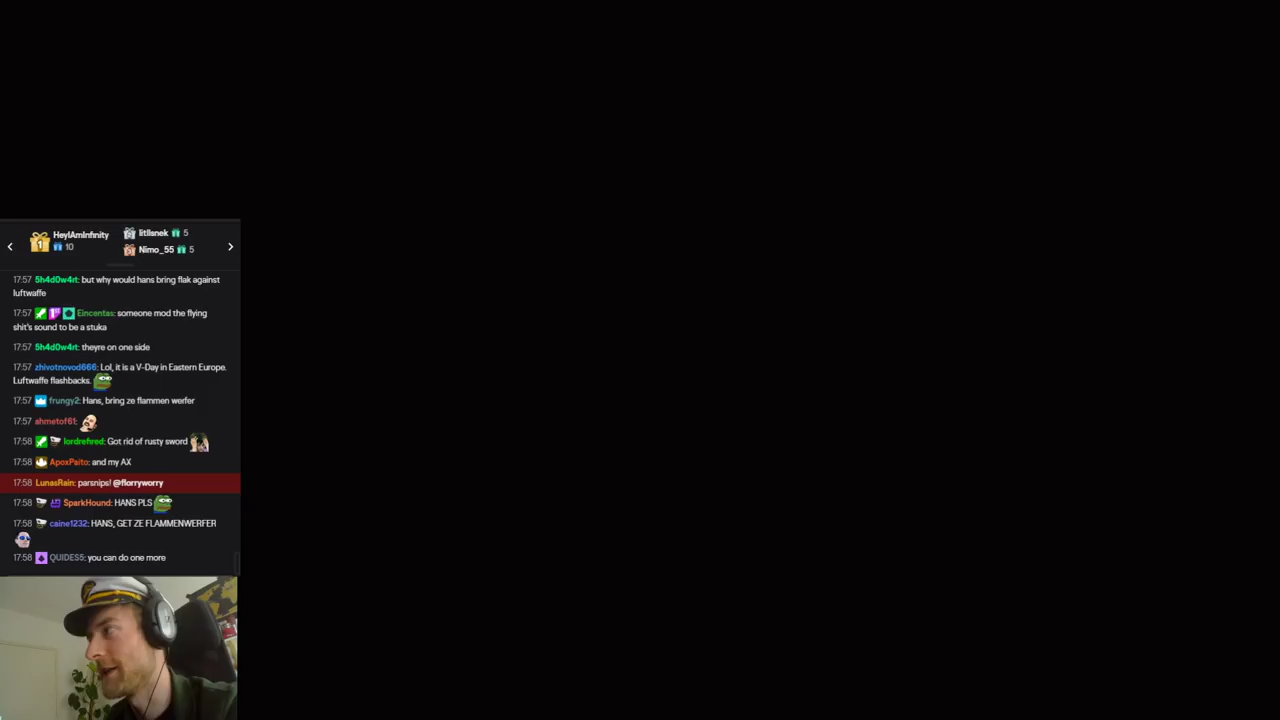 HeyIAmInfinity
10
litllsnek 5
Nimo_55 5
17:57 5h4d0w4rt: but why would hans bring flak against
luftwaffe
17:57 Eincentas: someone mod the flying
shit's sound to be a stuka
17:57 5h4d0w4rt: theyre on one side
17:57 zhivotnovod666: Lol, it is a V-Day in Eastern Europe.
Luftwaffe flashbacks.
17:57 frungy2: Hans, bring ze flammen werfer
17:57 ahmetof61:
17:58 lordrefired: Got rid of rusty sword
17:58 ApoxPaito: and my AX
17:58 LunasRain: parsnips! @florryworry
17:58 SparkHound: HANS PLS
17:58 caine1232: HANS, GET ZE FLAMMENWERFER
17:58 QUIDESS: you can do one more